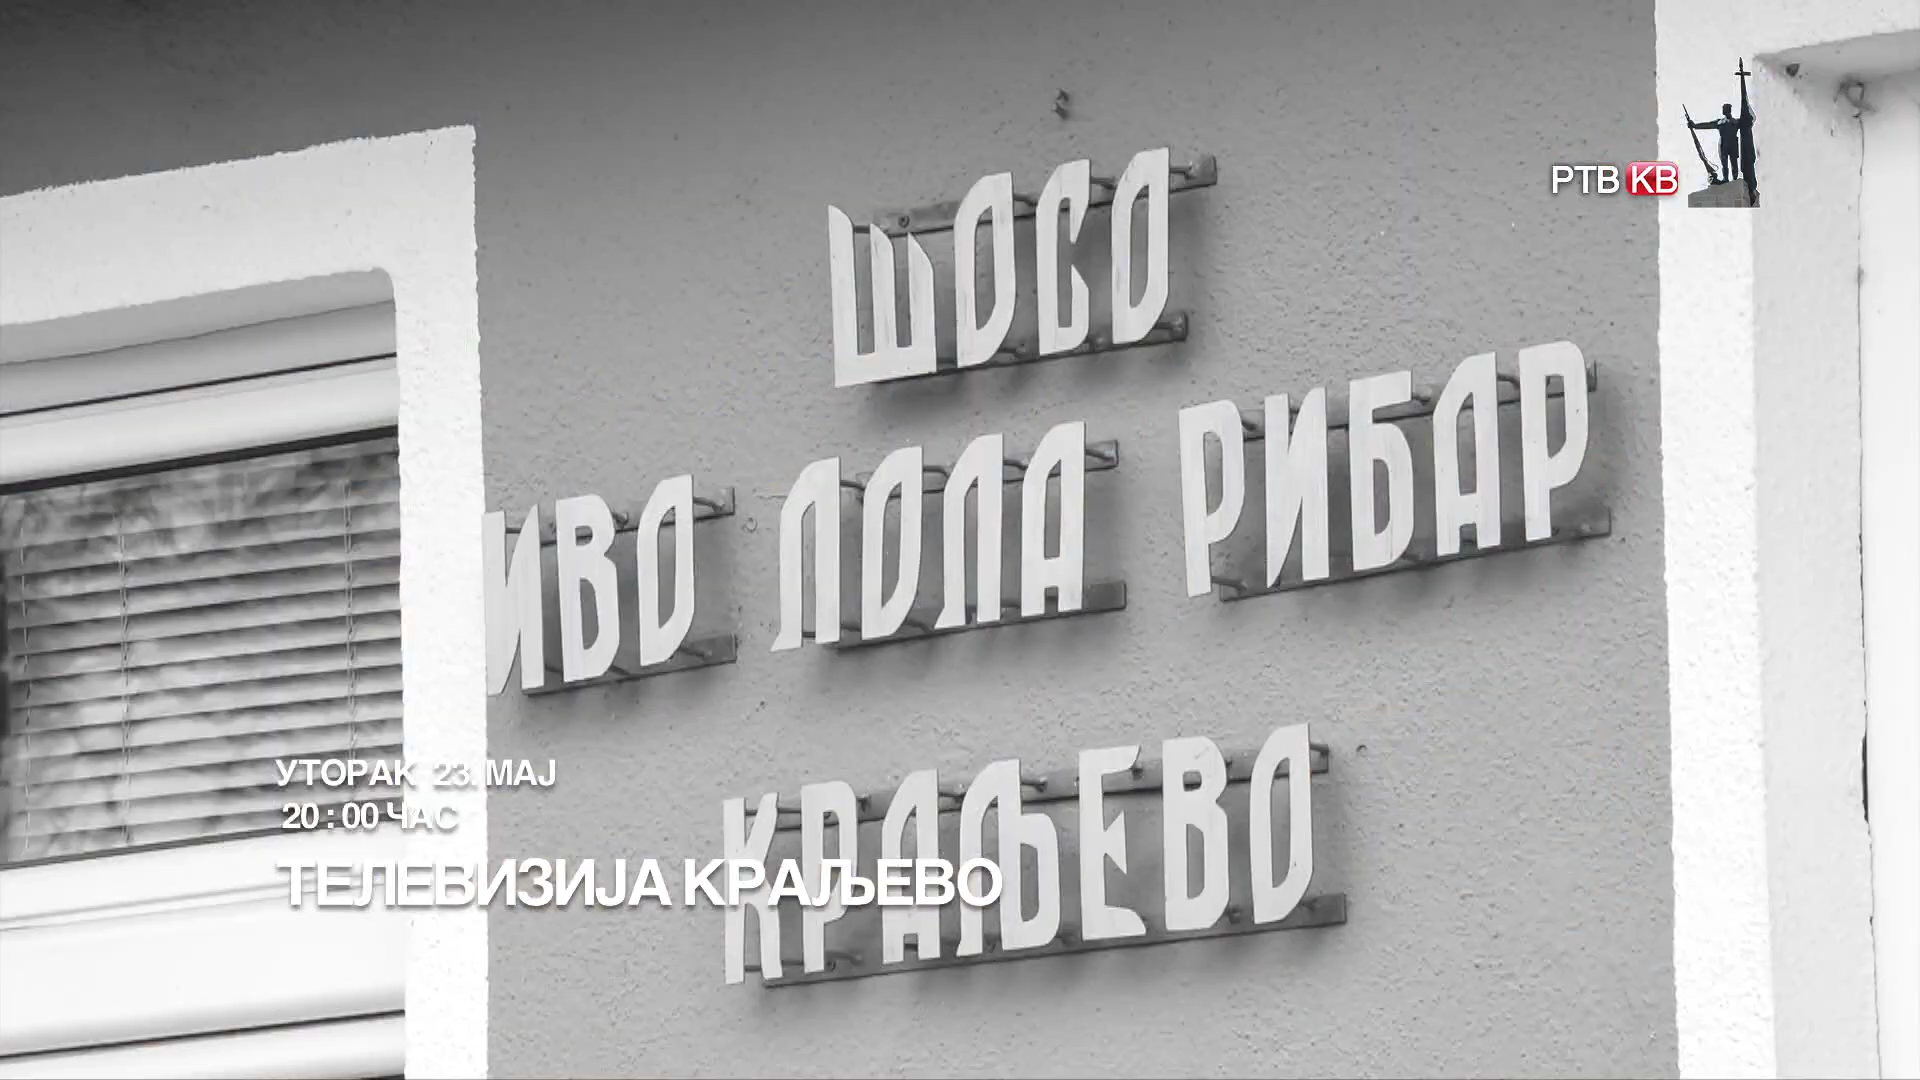 РТВ КВ
ШОСО
ИВО ЛОЛА РИБАР
КРАЉЕВО
УТОРАК 23. МАЈ
20:00 ЧАС
ТЕЛЕВИЗИЈА КРАЉЕВО